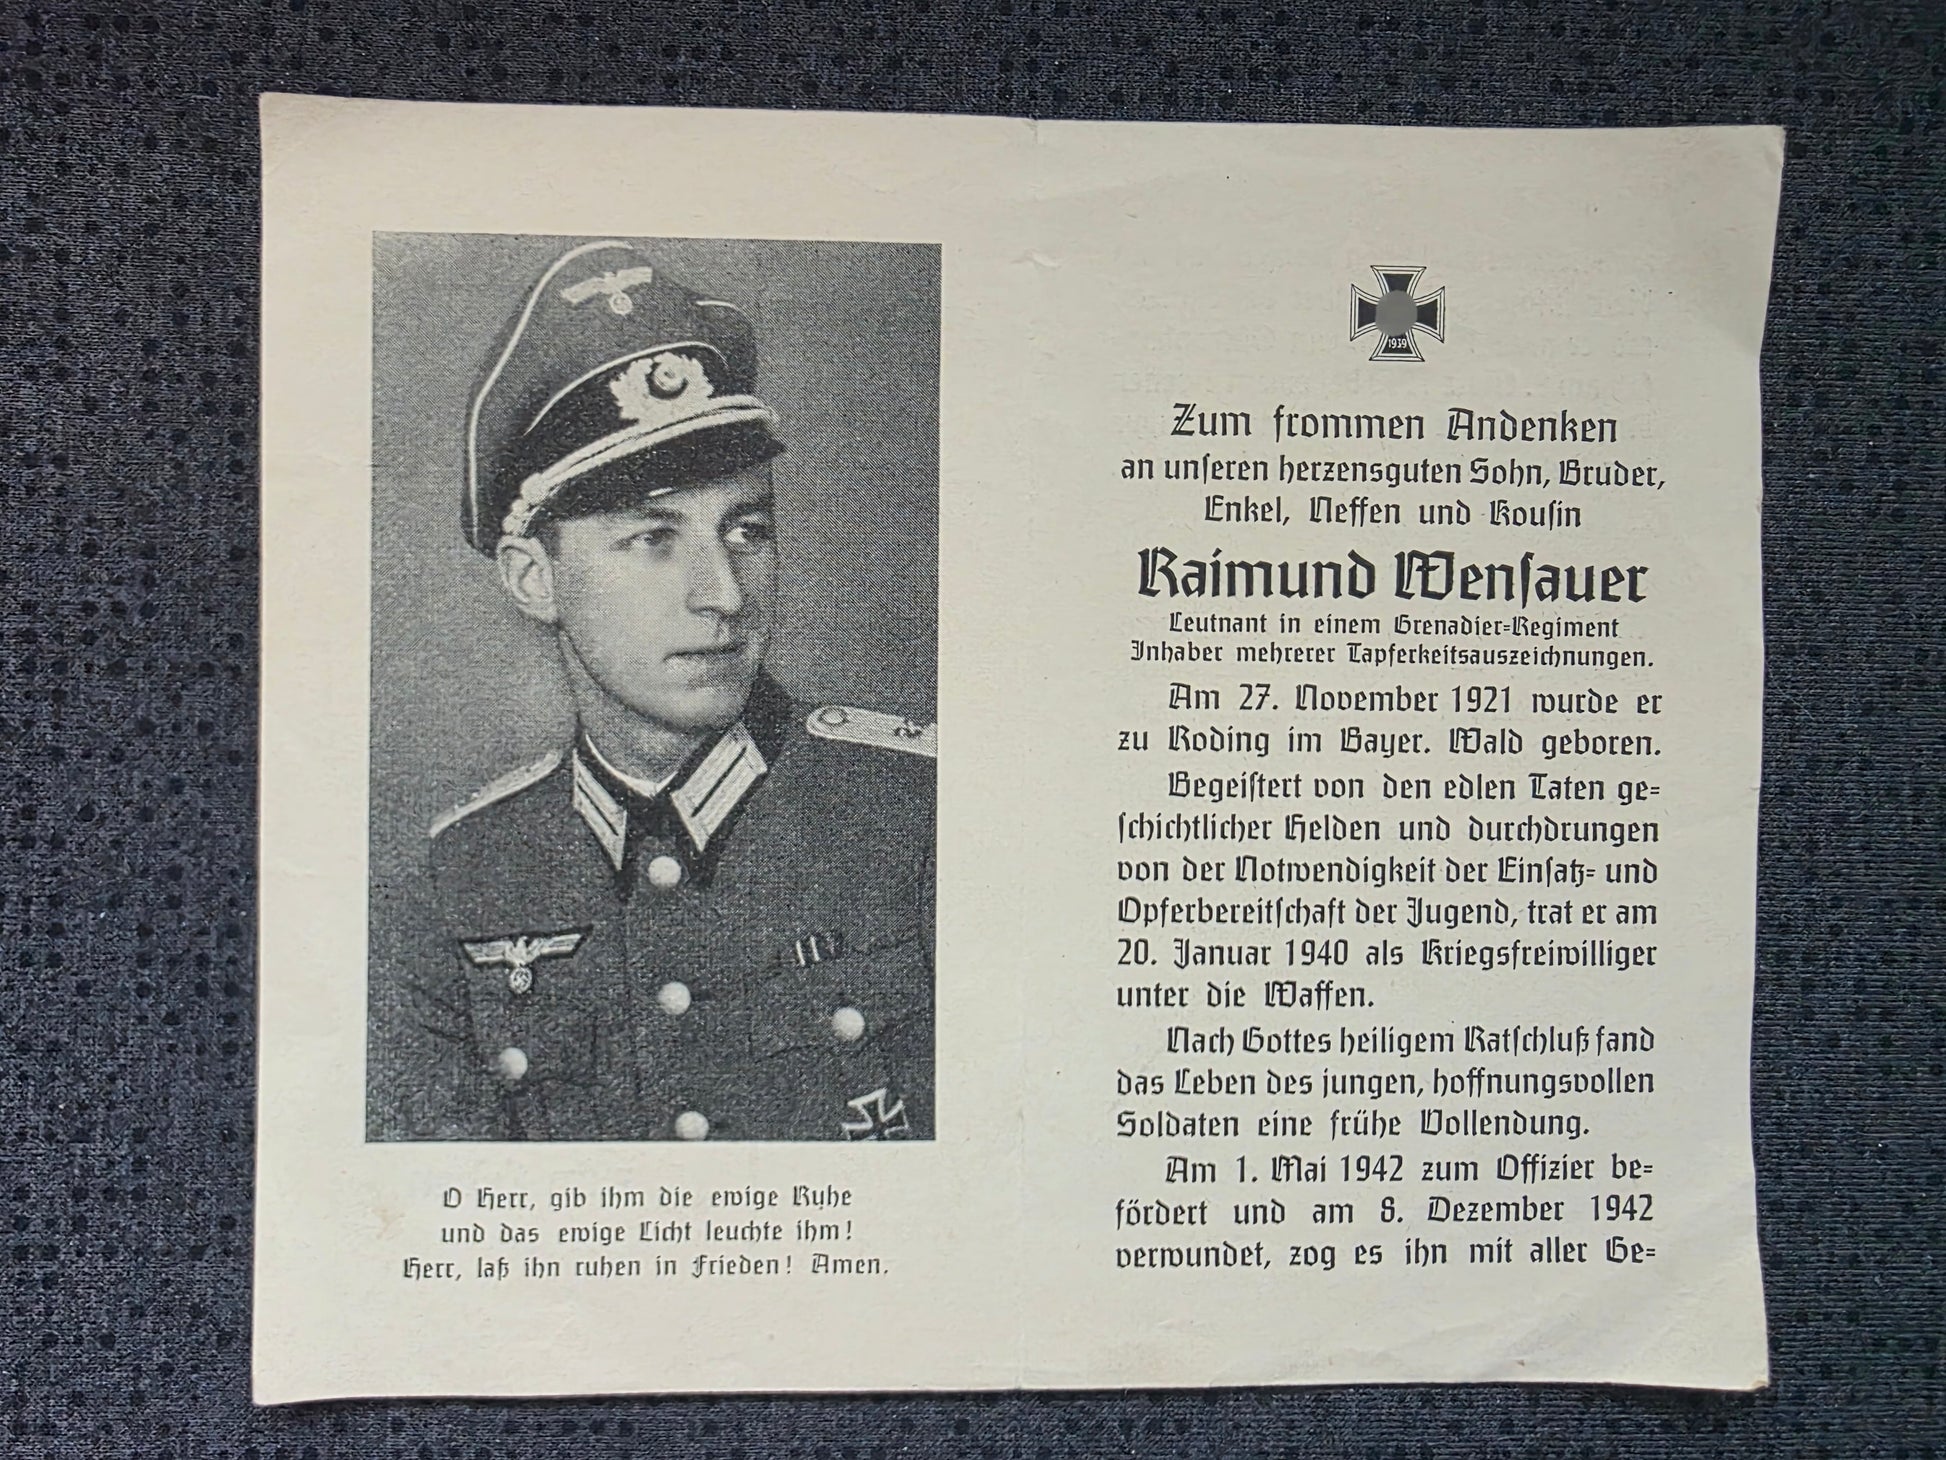 O Herr, gib ihm die ewige Ruhe
und das ewige Licht leuchte ihm!
Herr, laß ihn ruhen in Frieden! Amen.
1939
Zum frommen Andenken
an unſeren herzensguten Sohn, Bruder,
Enkel, Neffen und Kouſin
Raimund Wenſauer
Leutnant in einem Grenadier=Regiment
Inhaber mehrerer Tapferkeitsauszeichnungen.
Am 27. November 1921 wurde er
zu Roding im Bayer. Wald geboren.
Begeiſtert von den edlen Taten ge=
ſchichtlicher Helden und durchdrungen
von der Notwendigkeit der Einſatz= und
Opferbereitſchaft der Jugend, trat er am
20. Januar 1940 als Kriegsfreiwilliger
unter die Waffen.
Nach Gottes heiligem Ratſchluß fand
das Leben des jungen, hoffnungsvollen
Soldaten eine frühe Vollendung.
Am 1. Mai 1942 zum Offizier be=
fördert und am 8. Dezember 1942
verwundet, zog es ihn mit aller Ge=